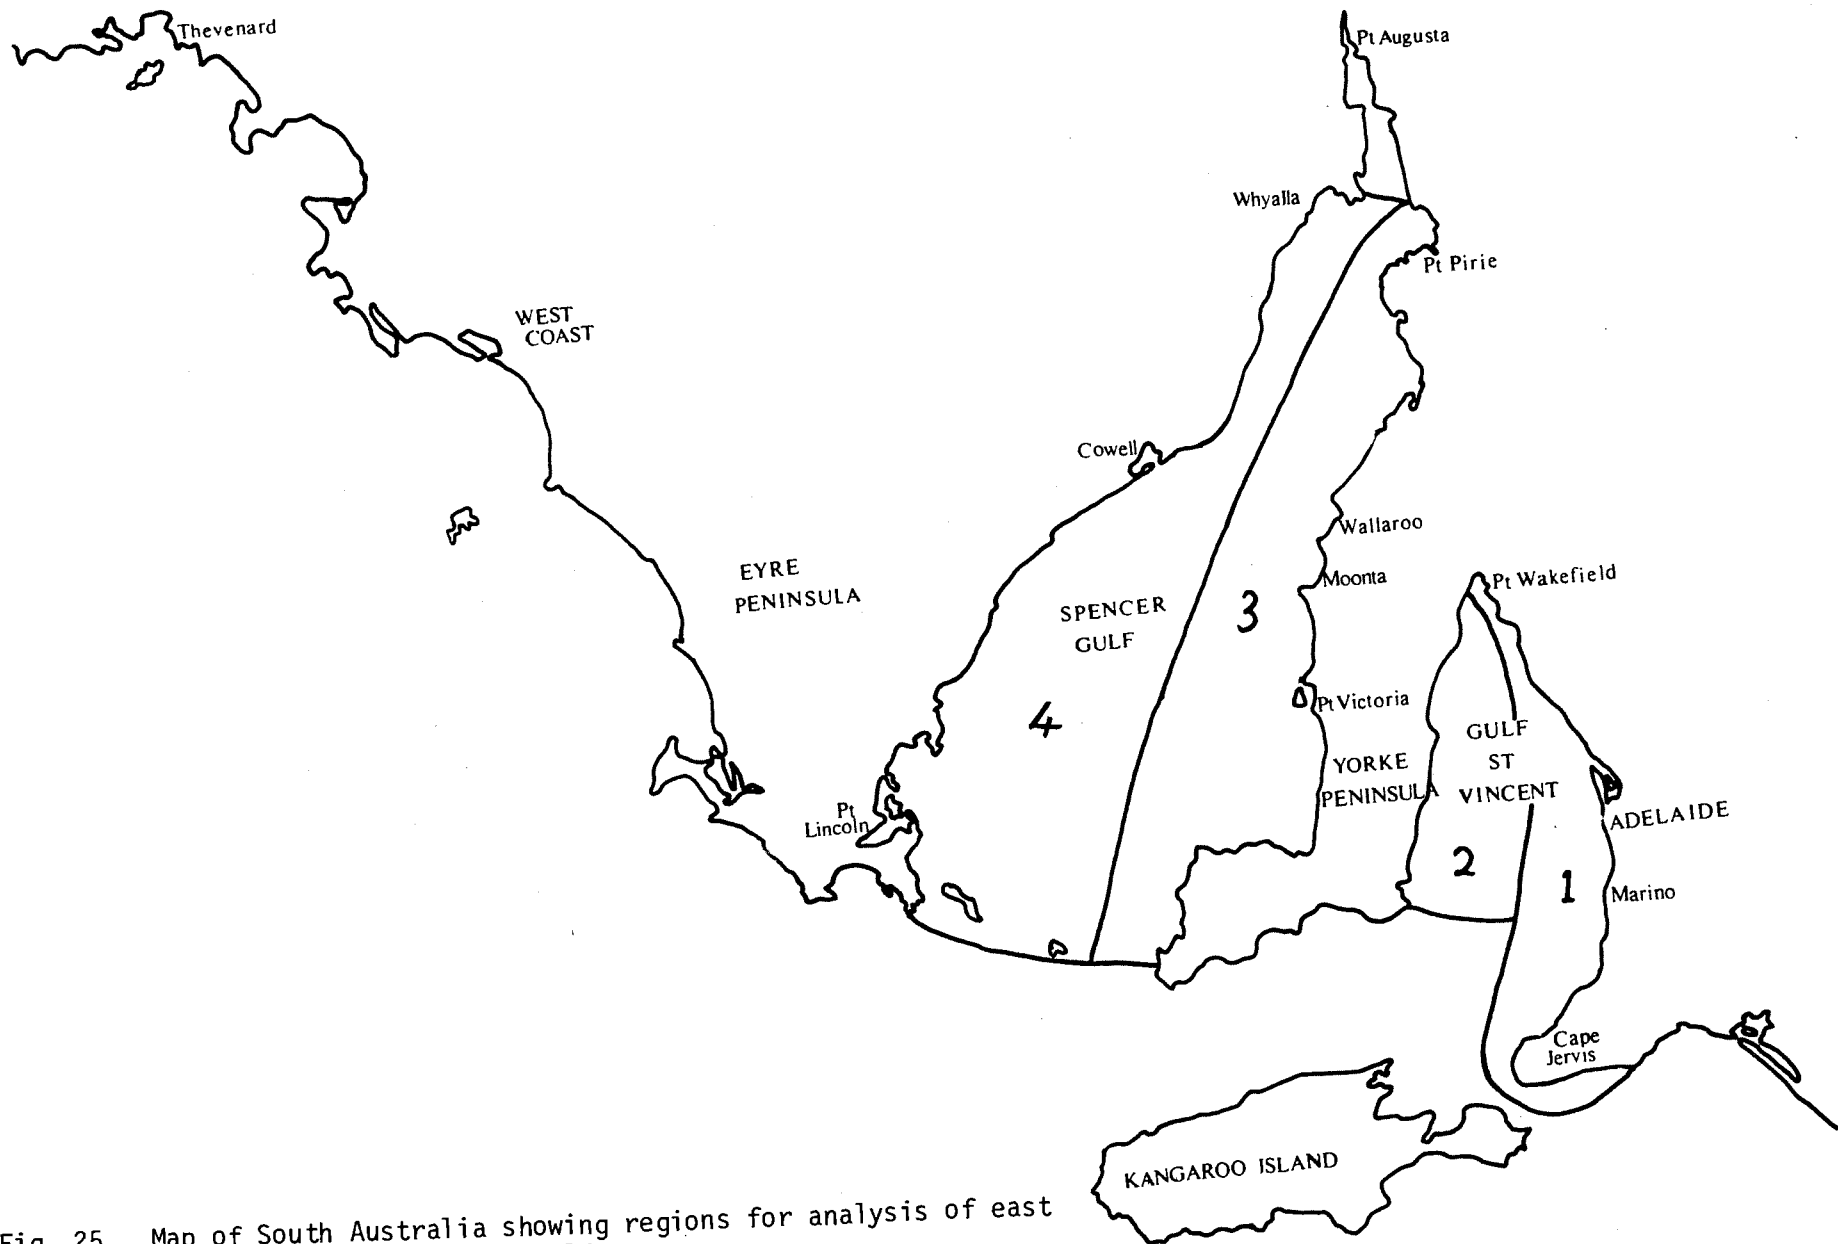 Thevenard
Pt Augusta
Whyalla
Pt Pirie
WEST
COAST
Cowell
Wallaroo
EYRE
PENINSULA
Moonta
Pt Wakefield
SPENCER
GULF
3
Pt Victoria
4
GULF
ST
VINCENT
YORKE
PENINSULA
Pt
Lincoln
ADELAIDE
2
1
Marino
Cape
Jervis
KANGAROO ISLAND
Fig. 25. Map of South Australia showing regions for analysis of east